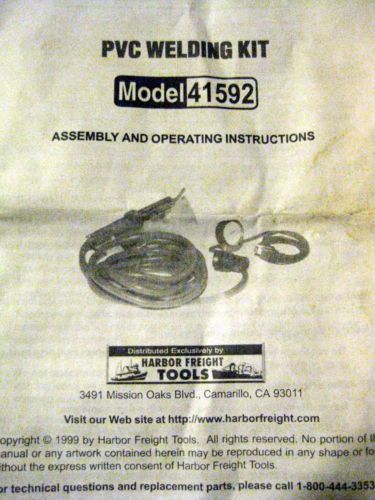 PVC WELDING KIT
Model 41592
ASSEMBLY AND OPERATING INSTRUCTIONS
Distributed Exclusively by
HARBOR FREIGHT
TOOLS
3491 Mission Oaks Blvd., Camarillo, CA 93011
Visit our Web site at http://www.harborfreight.com
opyright © 1999 by Harbor Freight Tools. All rights reserved. No portion of th
anual or any artwork contained herein may be reproduced in any shape or fo
ithout the express written consent of Harbor Freight Tools.
or technical questions and replacement parts, please call 1-800-444-3353